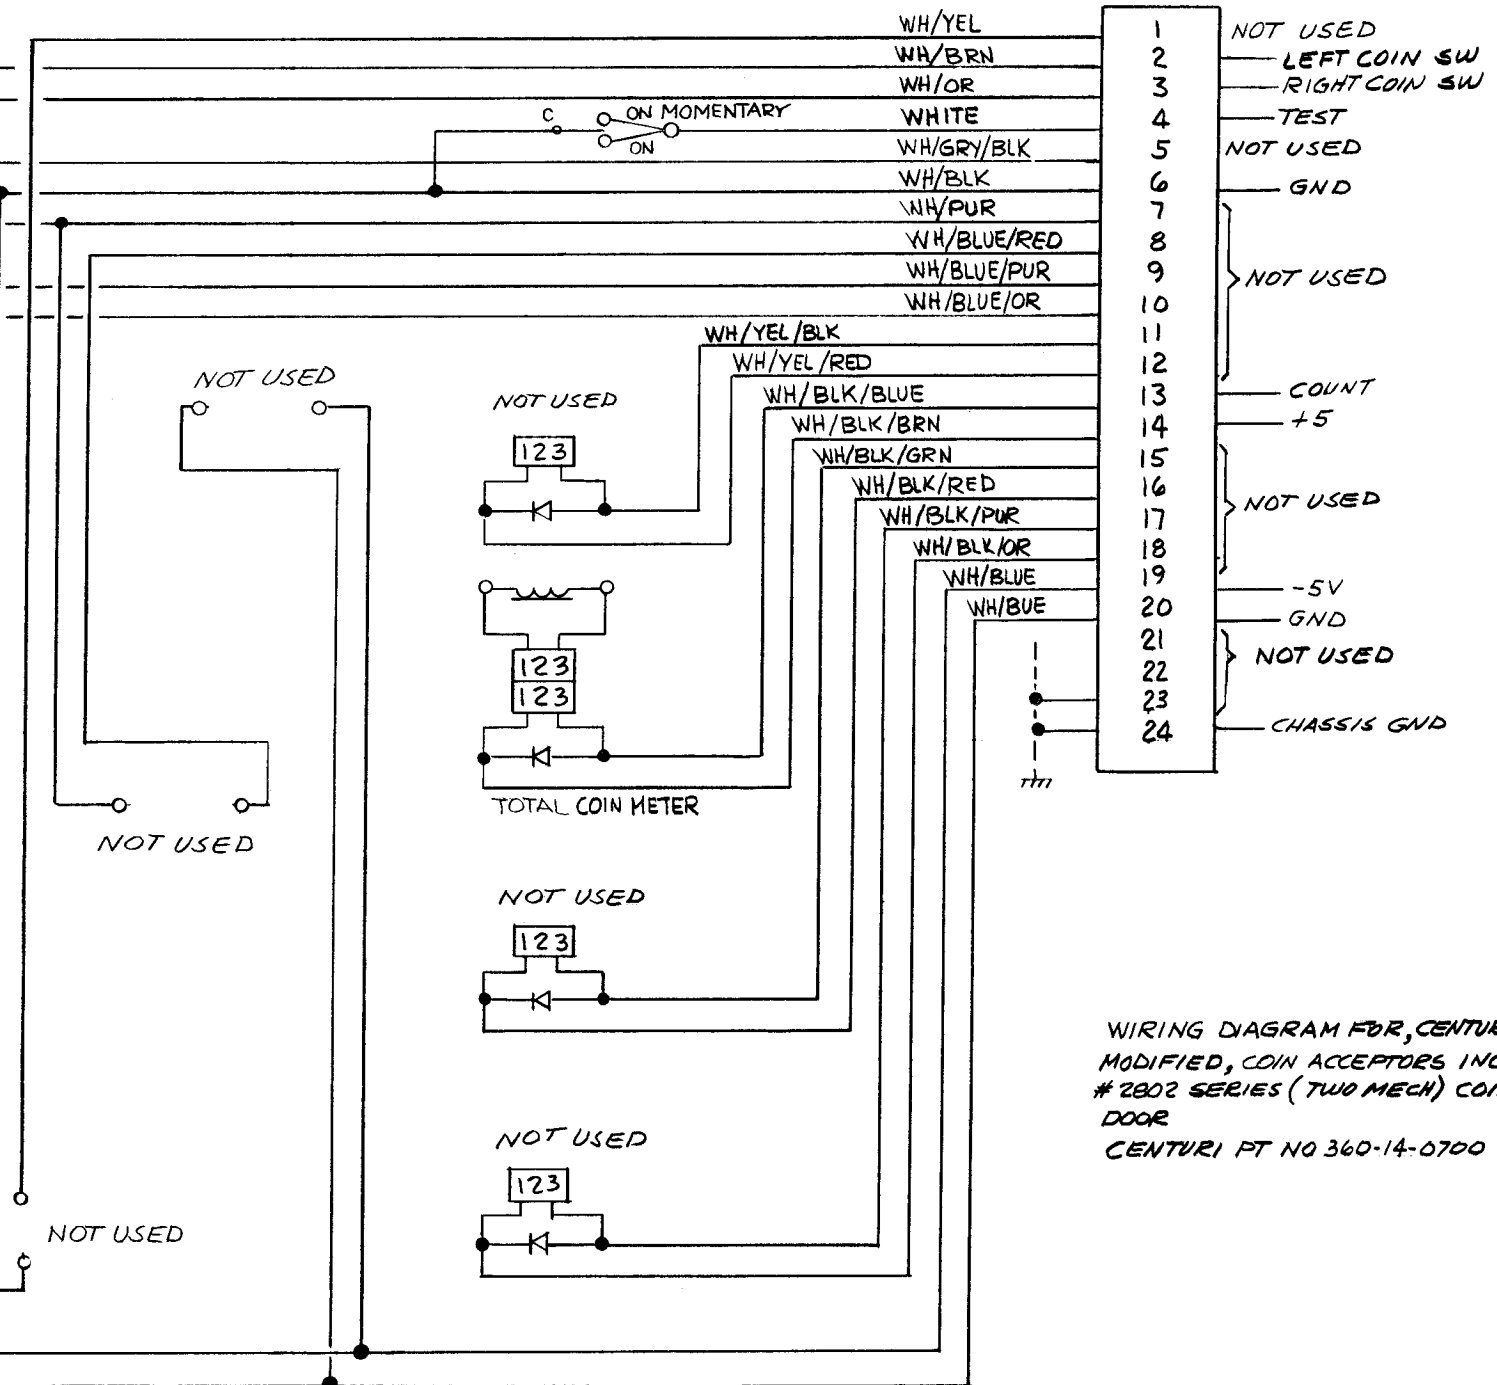 WH/YEL 1 NOT USED
WH/BRN 2 LEFT COIN SW
WH/OR 3 RIGHT COIN SW
C ON MOMENTARY WHITE 4 TEST
ON
WH/GRY/BLK 5 NOT USED
WH/BLK 6 GND
WH/PUR 7
WH/BLUE/RED 8
WH/BLUE/PUR 9 NOT USED
WH/BLUE/OR 10
WH/YEL/BLK 11
WH/YEL/RED 12
WH/BLK/BLUE 13 COUNT
WH/BLK/BRN 14 +5
WH/BLK/GRN 15
WH/BLK/RED 16 NOT USED
WH/BLK/PUR 17
WH/BLK/OR 18
WH/BLUE 19 -5V
WH/BUE 20 GND
21
22 NOT USED
23
24 CHASSIS GND
NOT USED
NOT USED
123
123
123
TOTAL COIN METER
NOT USED
NOT USED
123
NOT USED
123
NOT USED
WIRING DIAGRAM FOR, CENTUR
MODIFIED, COIN ACCEPTORS INC
# 2802 SERIES (TWO MECH) COI
DOOR
CENTURI PT NO 360-14-0700